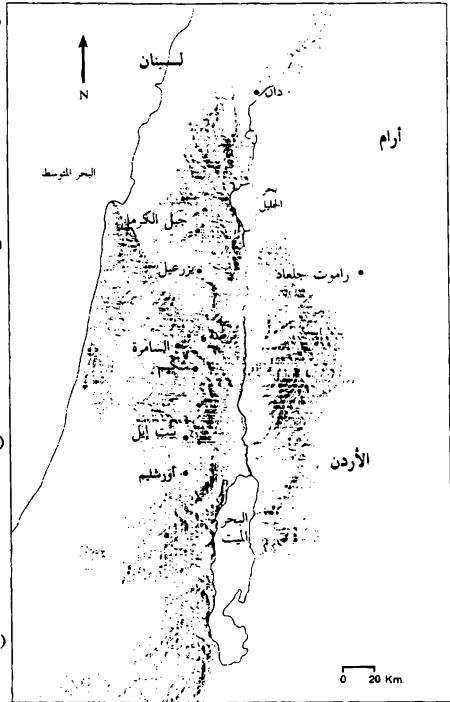 لبنان
N
دان
أرام
البحر المتوسط
بحر
الجليل
جبل الكرمل
يزرعيل
راموت جلعاد
السامرة
شكيم
بيت إيل
الأردن
أورشليم
البحر
الميت
0 20 Km.